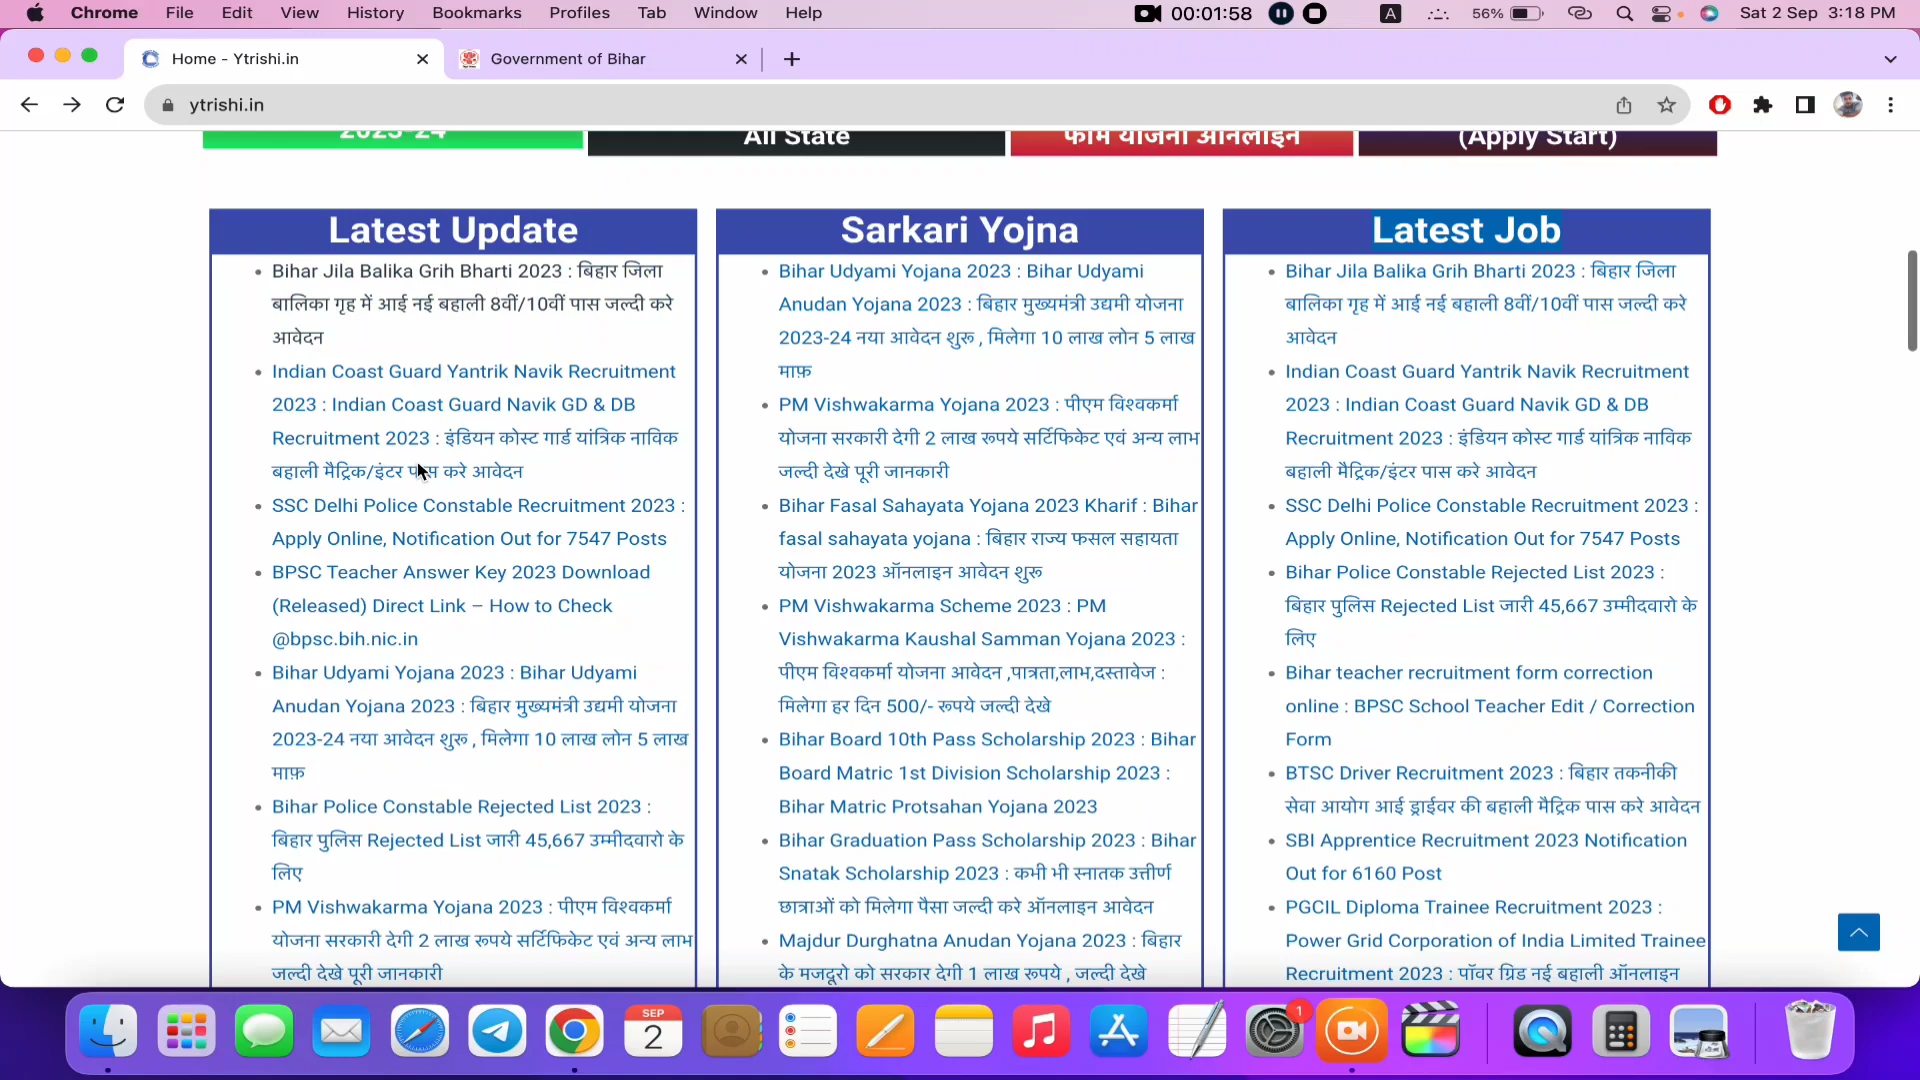 Chrome File Edit View History Bookmarks Profiles Tab Window Help 00:01:58 A 56% Sat 2 Sep 3:18 PM
Home - Ytrishi.in
Government of Bihar
ytrishi.in
2023-24
All State
फॉर्म योजना ऑनलाइन
(Apply Start)
Latest Update
Bihar Jila Balika Grih Bharti 2023 : बिहार जिला
बालिका गृह में आई नई बहाली 8वीं/10वीं पास जल्दी करे
आवेदन
Indian Coast Guard Yantrik Navik Recruitment
2023 : Indian Coast Guard Navik GD & DB
Recruitment 2023 : इंडियन कोस्ट गार्ड यांत्रिक नाविक
बहाली मैट्रिक/इंटर पास करे आवेदन
SSC Delhi Police Constable Recruitment 2023 :
Apply Online, Notification Out for 7547 Posts
BPSC Teacher Answer Key 2023 Download
(Released) Direct Link – How to Check
@bpsc.bih.nic.in
Bihar Udyami Yojana 2023 : Bihar Udyami
Anudan Yojana 2023 : बिहार मुख्यमंत्री उद्यमी योजना
2023-24 नया आवेदन शुरू , मिलेगा 10 लाख लोन 5 लाख
माफ़
Bihar Police Constable Rejected List 2023 :
बिहार पुलिस Rejected List जारी 45,667 उम्मीदवारो के
लिए
PM Vishwakarma Yojana 2023 : पीएम विश्वकर्मा
योजना सरकारी देगी 2 लाख रूपये सर्टिफिकेट एवं अन्य लाभ
जल्दी देखे पूरी जानकारी
Sarkari Yojna
Bihar Udyami Yojana 2023 : Bihar Udyami
Anudan Yojana 2023 : बिहार मुख्यमंत्री उद्यमी योजना
2023-24 नया आवेदन शुरू , मिलेगा 10 लाख लोन 5 लाख
माफ़
PM Vishwakarma Yojana 2023 : पीएम विश्वकर्मा
योजना सरकारी देगी 2 लाख रूपये सर्टिफिकेट एवं अन्य लाभ
जल्दी देखे पूरी जानकारी
Bihar Fasal Sahayata Yojana 2023 Kharif : Bihar
fasal sahayata yojana : बिहार राज्य फसल सहायता
योजना 2023 ऑनलाइन आवेदन शुरू
PM Vishwakarma Scheme 2023 : PM
Vishwakarma Kaushal Samman Yojana 2023 :
पीएम विश्वकर्मा योजना आवेदन ,पात्रता,लाभ,दस्तावेज :
मिलेगा हर दिन 500/- रूपये जल्दी देखे
Bihar Board 10th Pass Scholarship 2023 : Bihar
Board Matric 1st Division Scholarship 2023 :
Bihar Matric Protsahan Yojana 2023
Bihar Graduation Pass Scholarship 2023 : Bihar
Snatak Scholarship 2023 : कभी भी स्नातक उत्तीर्ण
छात्राओं को मिलेगा पैसा जल्दी करे ऑनलाइन आवेदन
Majdur Durghatna Anudan Yojana 2023 : बिहार
के मजदूरो को सरकार देगी 1 लाख रूपये , जल्दी देखे
Latest Job
Bihar Jila Balika Grih Bharti 2023 : बिहार जिला
बालिका गृह में आई नई बहाली 8वीं/10वीं पास जल्दी करे
आवेदन
Indian Coast Guard Yantrik Navik Recruitment
2023 : Indian Coast Guard Navik GD & DB
Recruitment 2023 : इंडियन कोस्ट गार्ड यांत्रिक नाविक
बहाली मैट्रिक/इंटर पास करे आवेदन
SSC Delhi Police Constable Recruitment 2023 :
Apply Online, Notification Out for 7547 Posts
Bihar Police Constable Rejected List 2023 :
बिहार पुलिस Rejected List जारी 45,667 उम्मीदवारो के
लिए
Bihar teacher recruitment form correction
online : BPSC School Teacher Edit / Correction
Form
BTSC Driver Recruitment 2023 : बिहार तकनीकी
सेवा आयोग आई ड्राईवर की बहाली मैट्रिक पास करे आवेदन
SBI Apprentice Recruitment 2023 Notification
Out for 6160 Post
PGCIL Diploma Trainee Recruitment 2023 :
Power Grid Corporation of India Limited Trainee
Recruitment 2023 : पॉवर ग्रिड नई बहाली ऑनलाइन
SEP
2
1